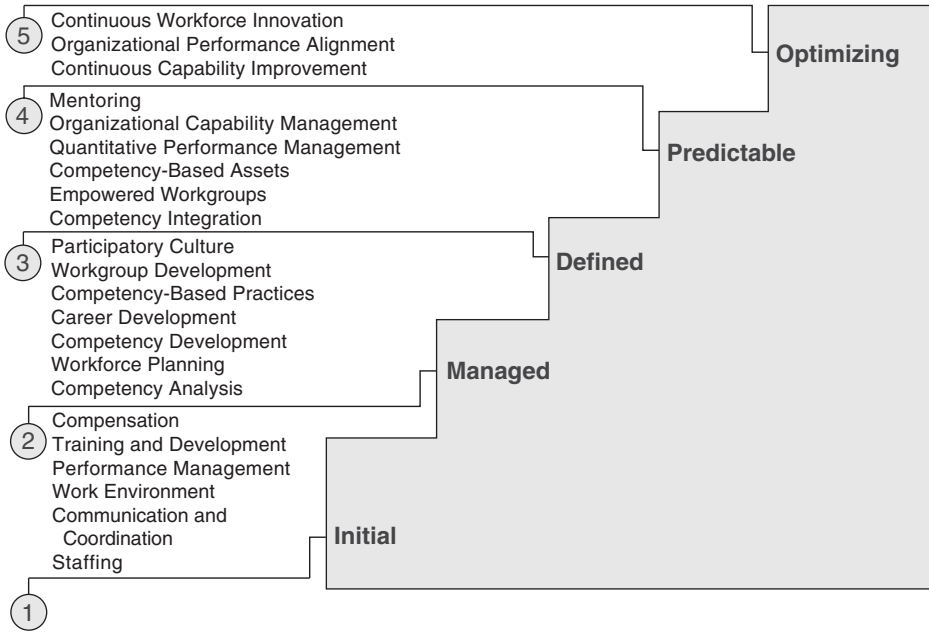 5
Continuous Workforce Innovation
Organizational Performance Alignment
Continuous Capability Improvement
Optimizing
4
Mentoring
Organizational Capability Management
Quantitative Performance Management
Competency-Based Assets
Empowered Workgroups
Competency Integration
Predictable
3
Participatory Culture
Workgroup Development
Competency-Based Practices
Career Development
Competency Development
Workforce Planning
Competency Analysis
Defined
2
Compensation
Training and Development
Performance Management
Work Environment
Communication and
Coordination
Staffing
Managed
1
Initial